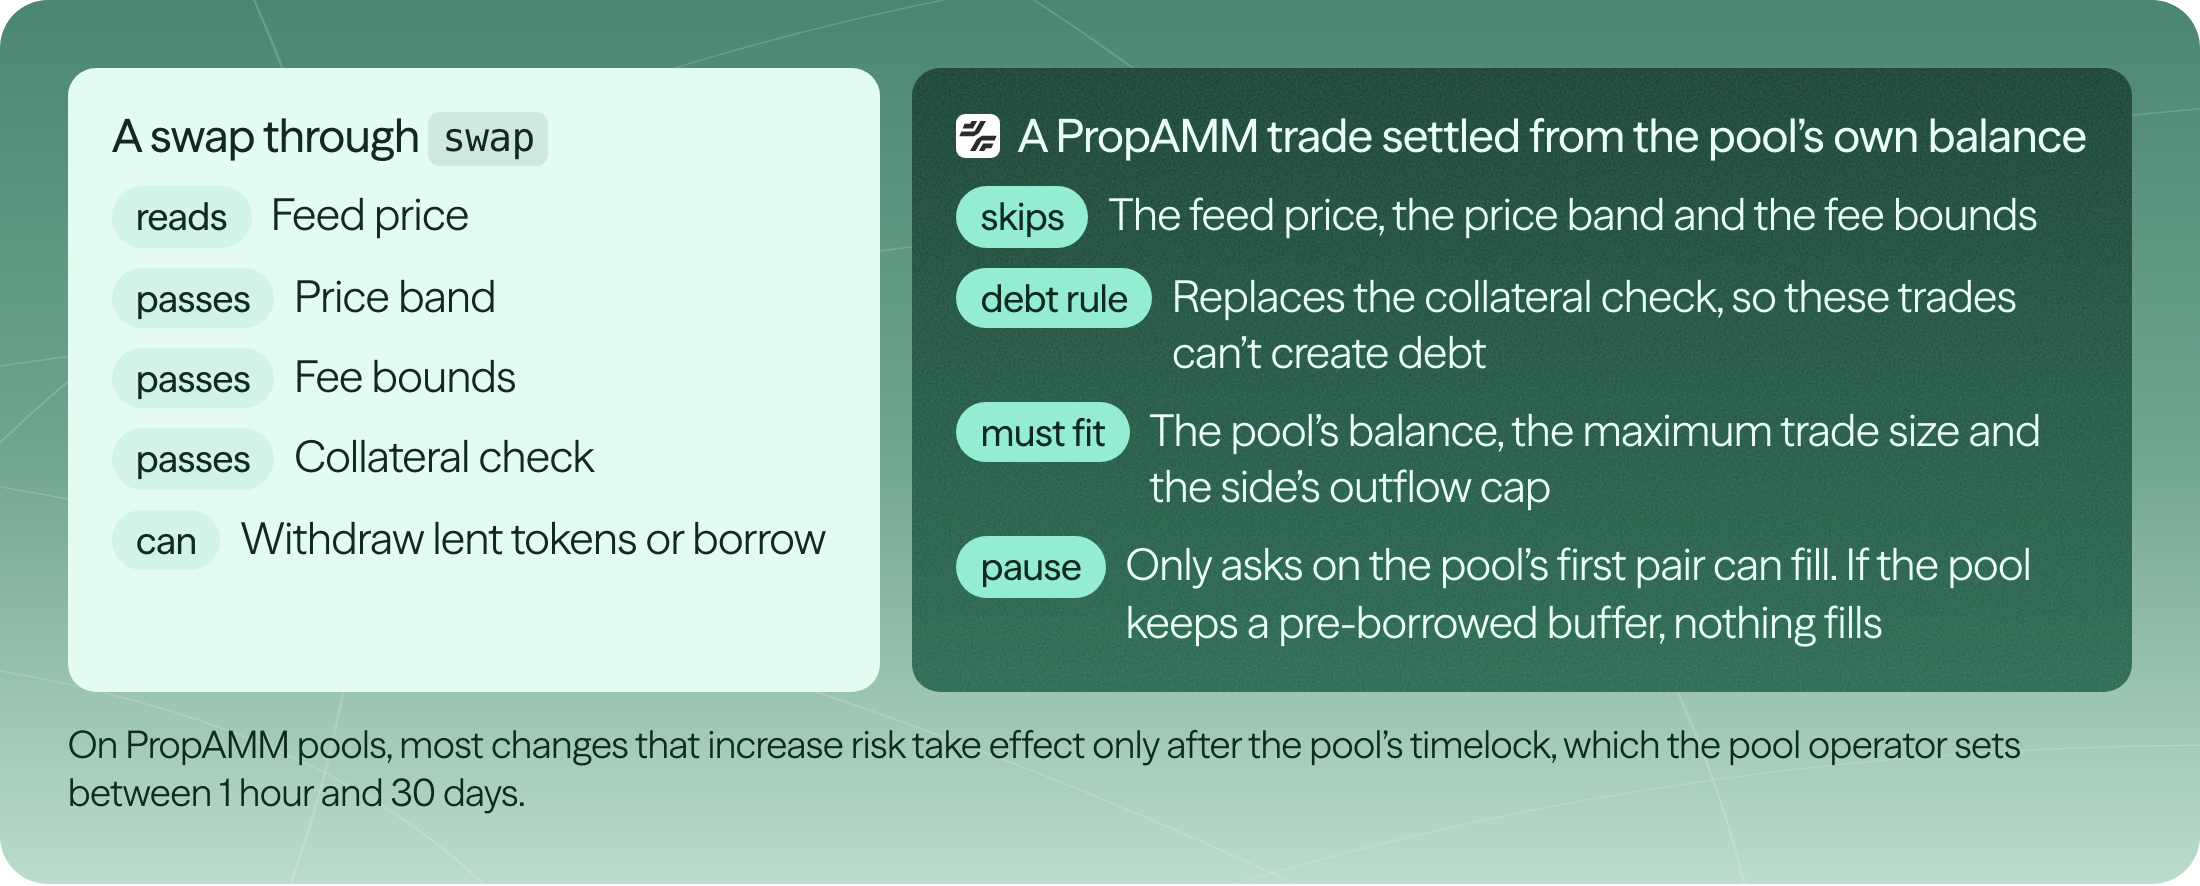 A swap through swap
reads Feed price
passes Price band
passes Fee bounds
passes Collateral check
can Withdraw lent tokens or borrow
A PropAMM trade settled from the pool’s own balance
skips The feed price, the price band and the fee bounds
debt rule Replaces the collateral check, so these trades
can’t create debt
must fit The pool’s balance, the maximum trade size and
the side’s outflow cap
pause Only asks on the pool’s first pair can fill. If the pool
keeps a pre-borrowed buffer, nothing fills
On PropAMM pools, most changes that increase risk take effect only after the pool’s timelock, which the pool operator sets
between 1 hour and 30 days.